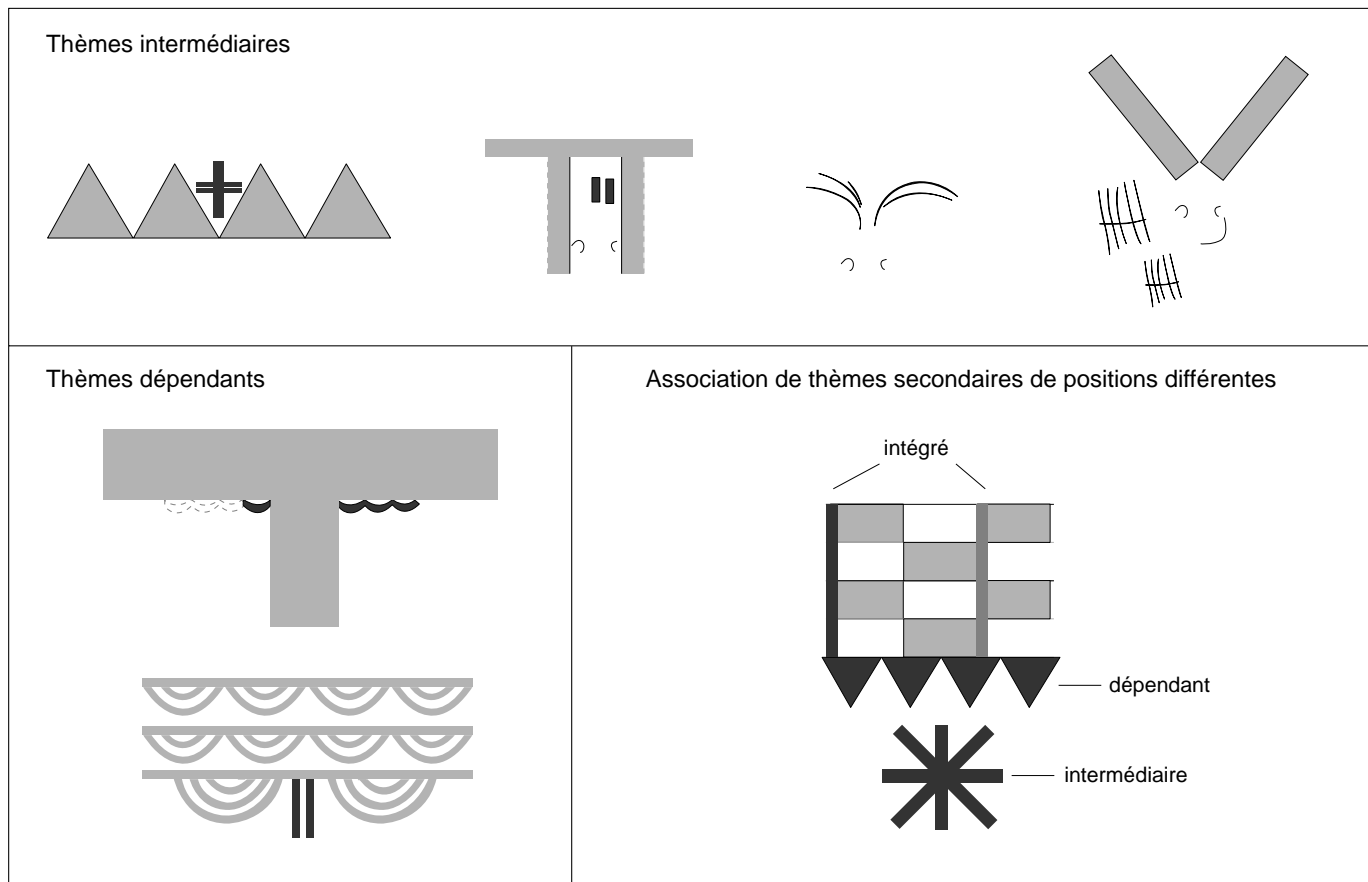 Thèmes intermédiaires
Thèmes dépendants
Association de thèmes secondaires de positions différentes
intégré
dépendant
intermédiaire